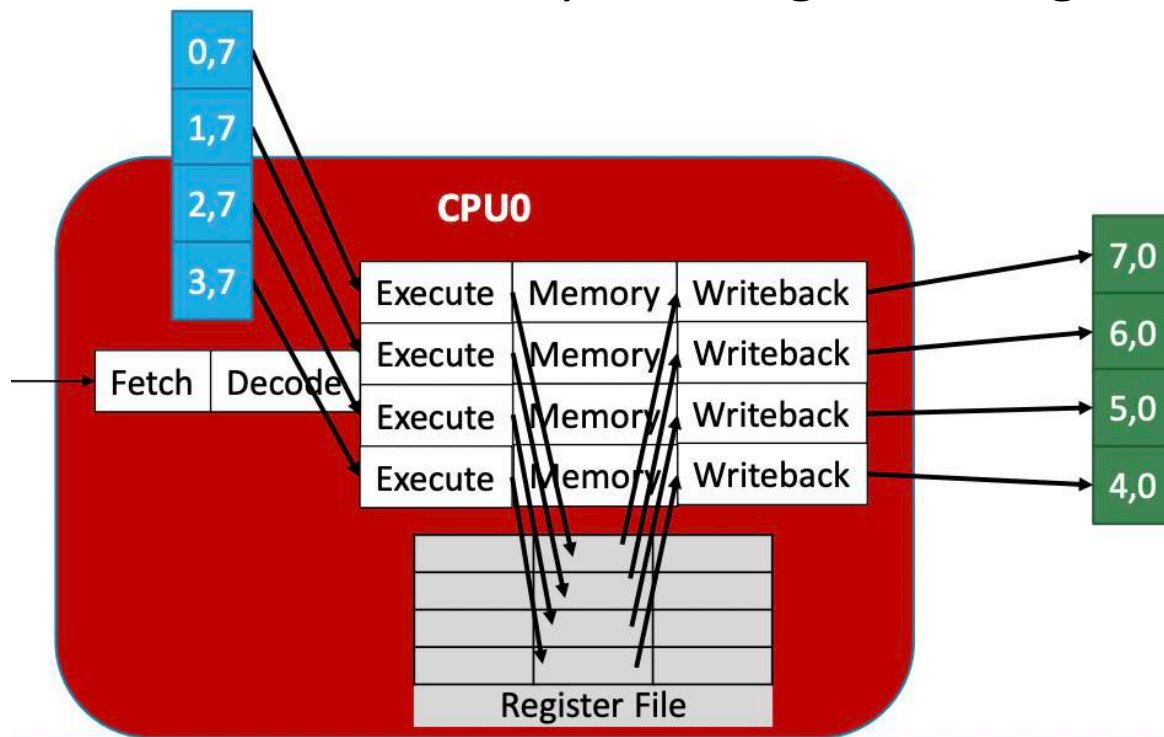 0,7
1,7
2,7
3,7
CPU0
Fetch Decode
Execute Memory Writeback
Execute Memory Writeback
Execute Memory Writeback
Execute Memory Writeback
Register File
7,0
6,0
5,0
4,0